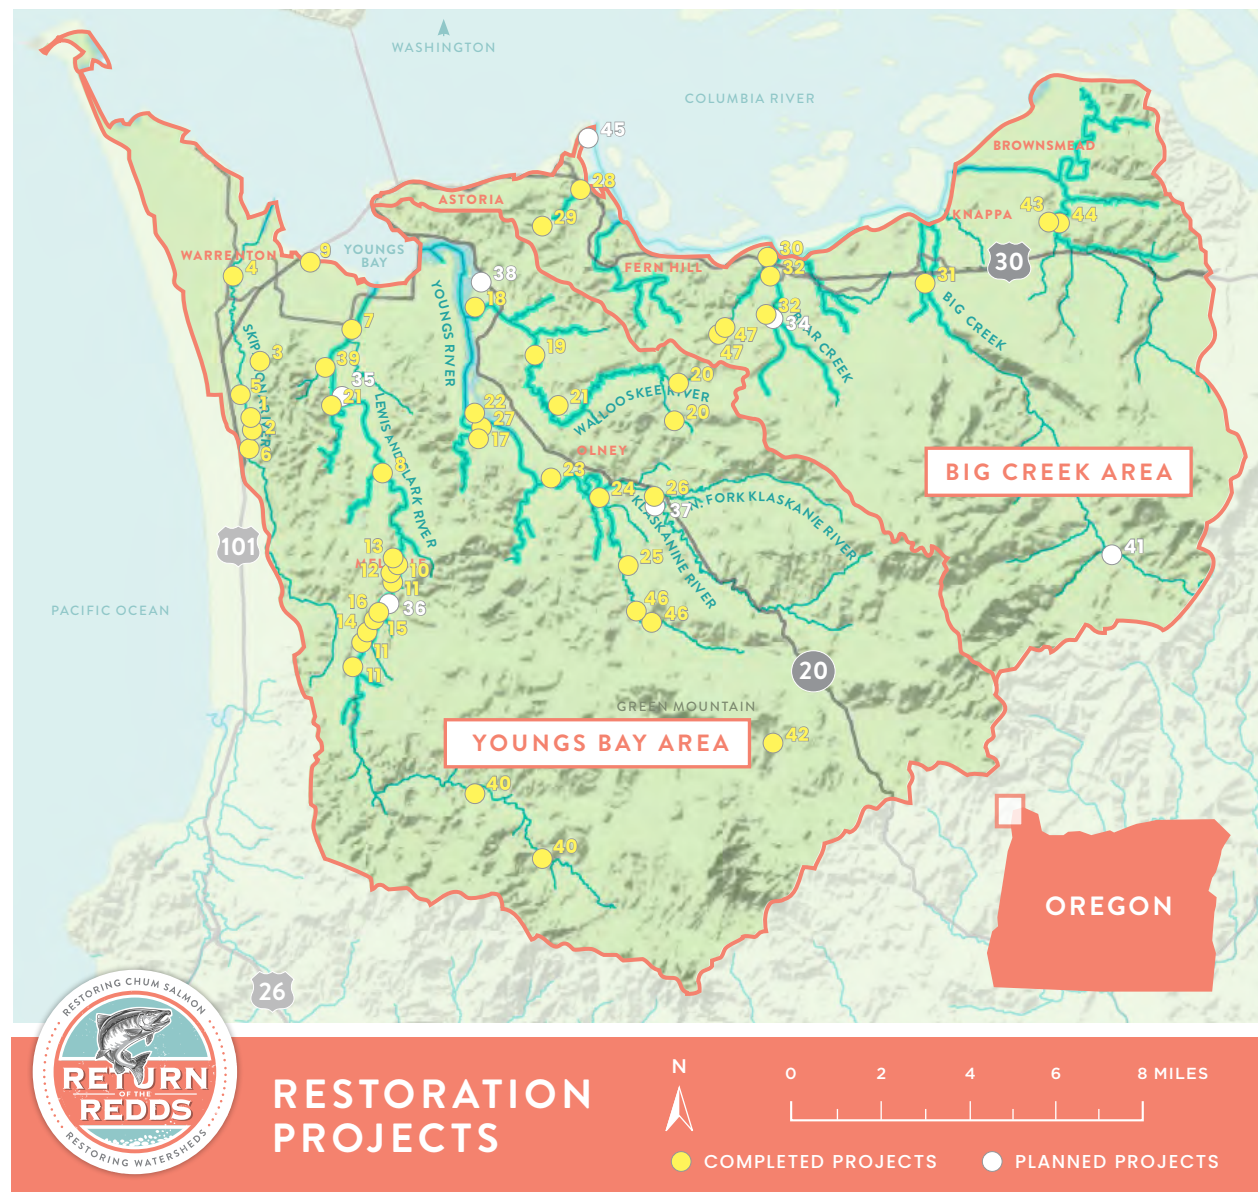 WASHINGTON
COLUMBIA RIVER
45
BROWNSMEAD
28
ASTORIA
29
43
44
KNAPPA
WARRENTON
4
9
YOUNGS
BAY
30
FERN HILL
30
32
31
38
18
YOUNGS RIVER
BIG CREEK
32
34
7
47
47
BEAR CREEK
SKIPANON RIVER
3
39
19
35
20
5
21
21
WALLOOSKEE RIVER
1
22
20
2
27
17
6
LEWIS AND CLARK RIVER
OLNEY
8
23
24
26
37
N. FORK KLASKANIE RIVER
KLASKANINE RIVER
BIG CREEK AREA
101
13
12
10
11
25
41
PACIFIC OCEAN
16
36
46
46
14
15
11
11
20
GREEN MOUNTAIN
YOUNGS BAY AREA
42
40
40
OREGON
26
RESTORING CHUM SALMON
RETURN
OF THE
REDDS
RESTORING WATERSHEDS
RESTORATION
PROJECTS
N
0 2 4 6 8 MILES
COMPLETED PROJECTS
PLANNED PROJECTS